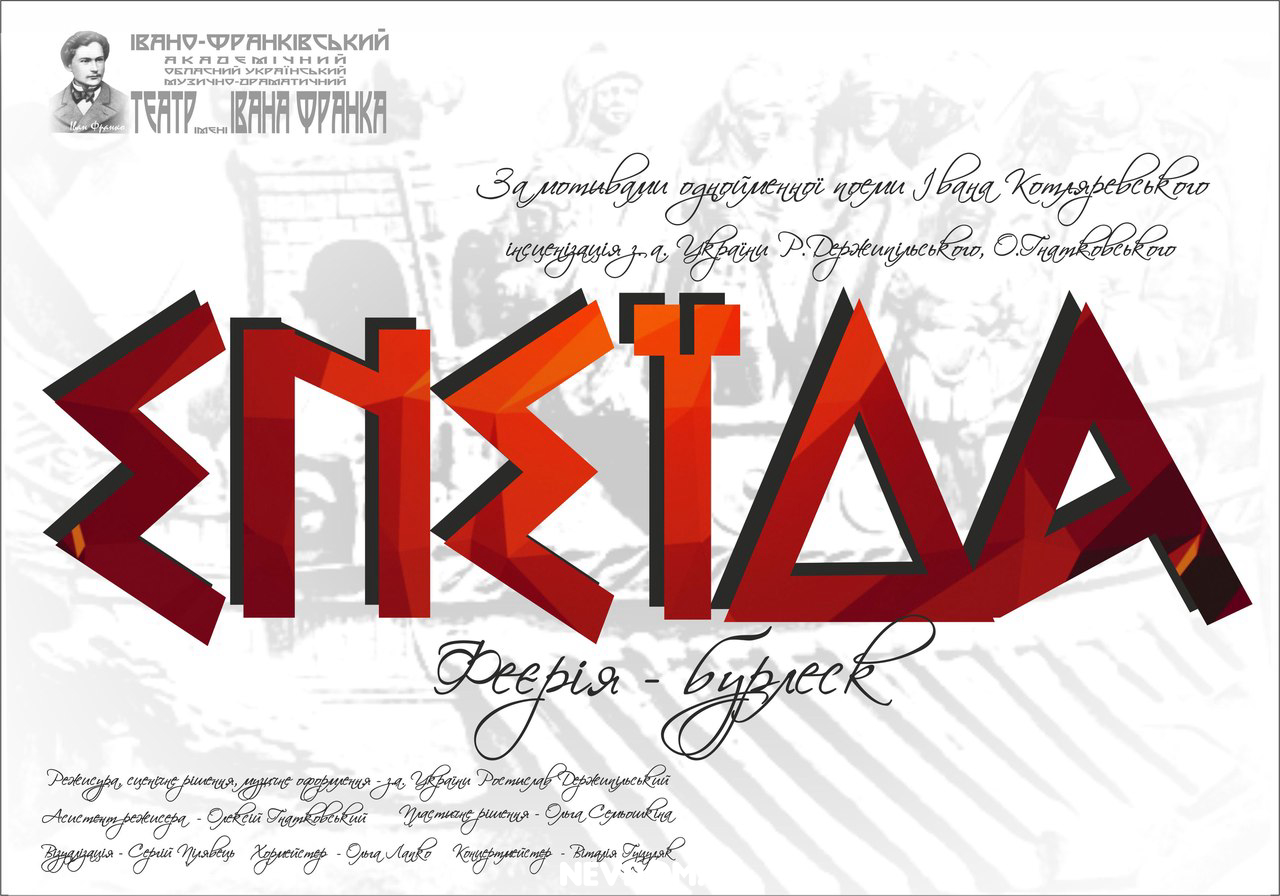 ІВАНО-ФРАНКІВСЬКИЙ
АКАДЕМІЧНИЙ
ОБЛАСНИЙ УКРАЇНСЬКИЙ
МУЗИЧНО-ДРАМАТИЧНИЙ
ТЕАТР ІМЕНІ ІВАНА ФРАНКА
Іван Франко
За мотивами однойменної поеми Івана Котляревського
інсценізація з. а. України Р.Держипільського, О.Гнатковського
ЕНЕЇДА
Феєрія - бурлеск
Режисура, сценічне рішення, музичне оформлення - з.а. України Ростислав Держипільський
Асистент режисера - Олексій Гнатковський Пластичне рішення - Ольга Семьошкіна
Візуалізація - Сергій Пілявець Хормейстер - Ольга Лапко Концертмейстер - Віталія Гуцуляк